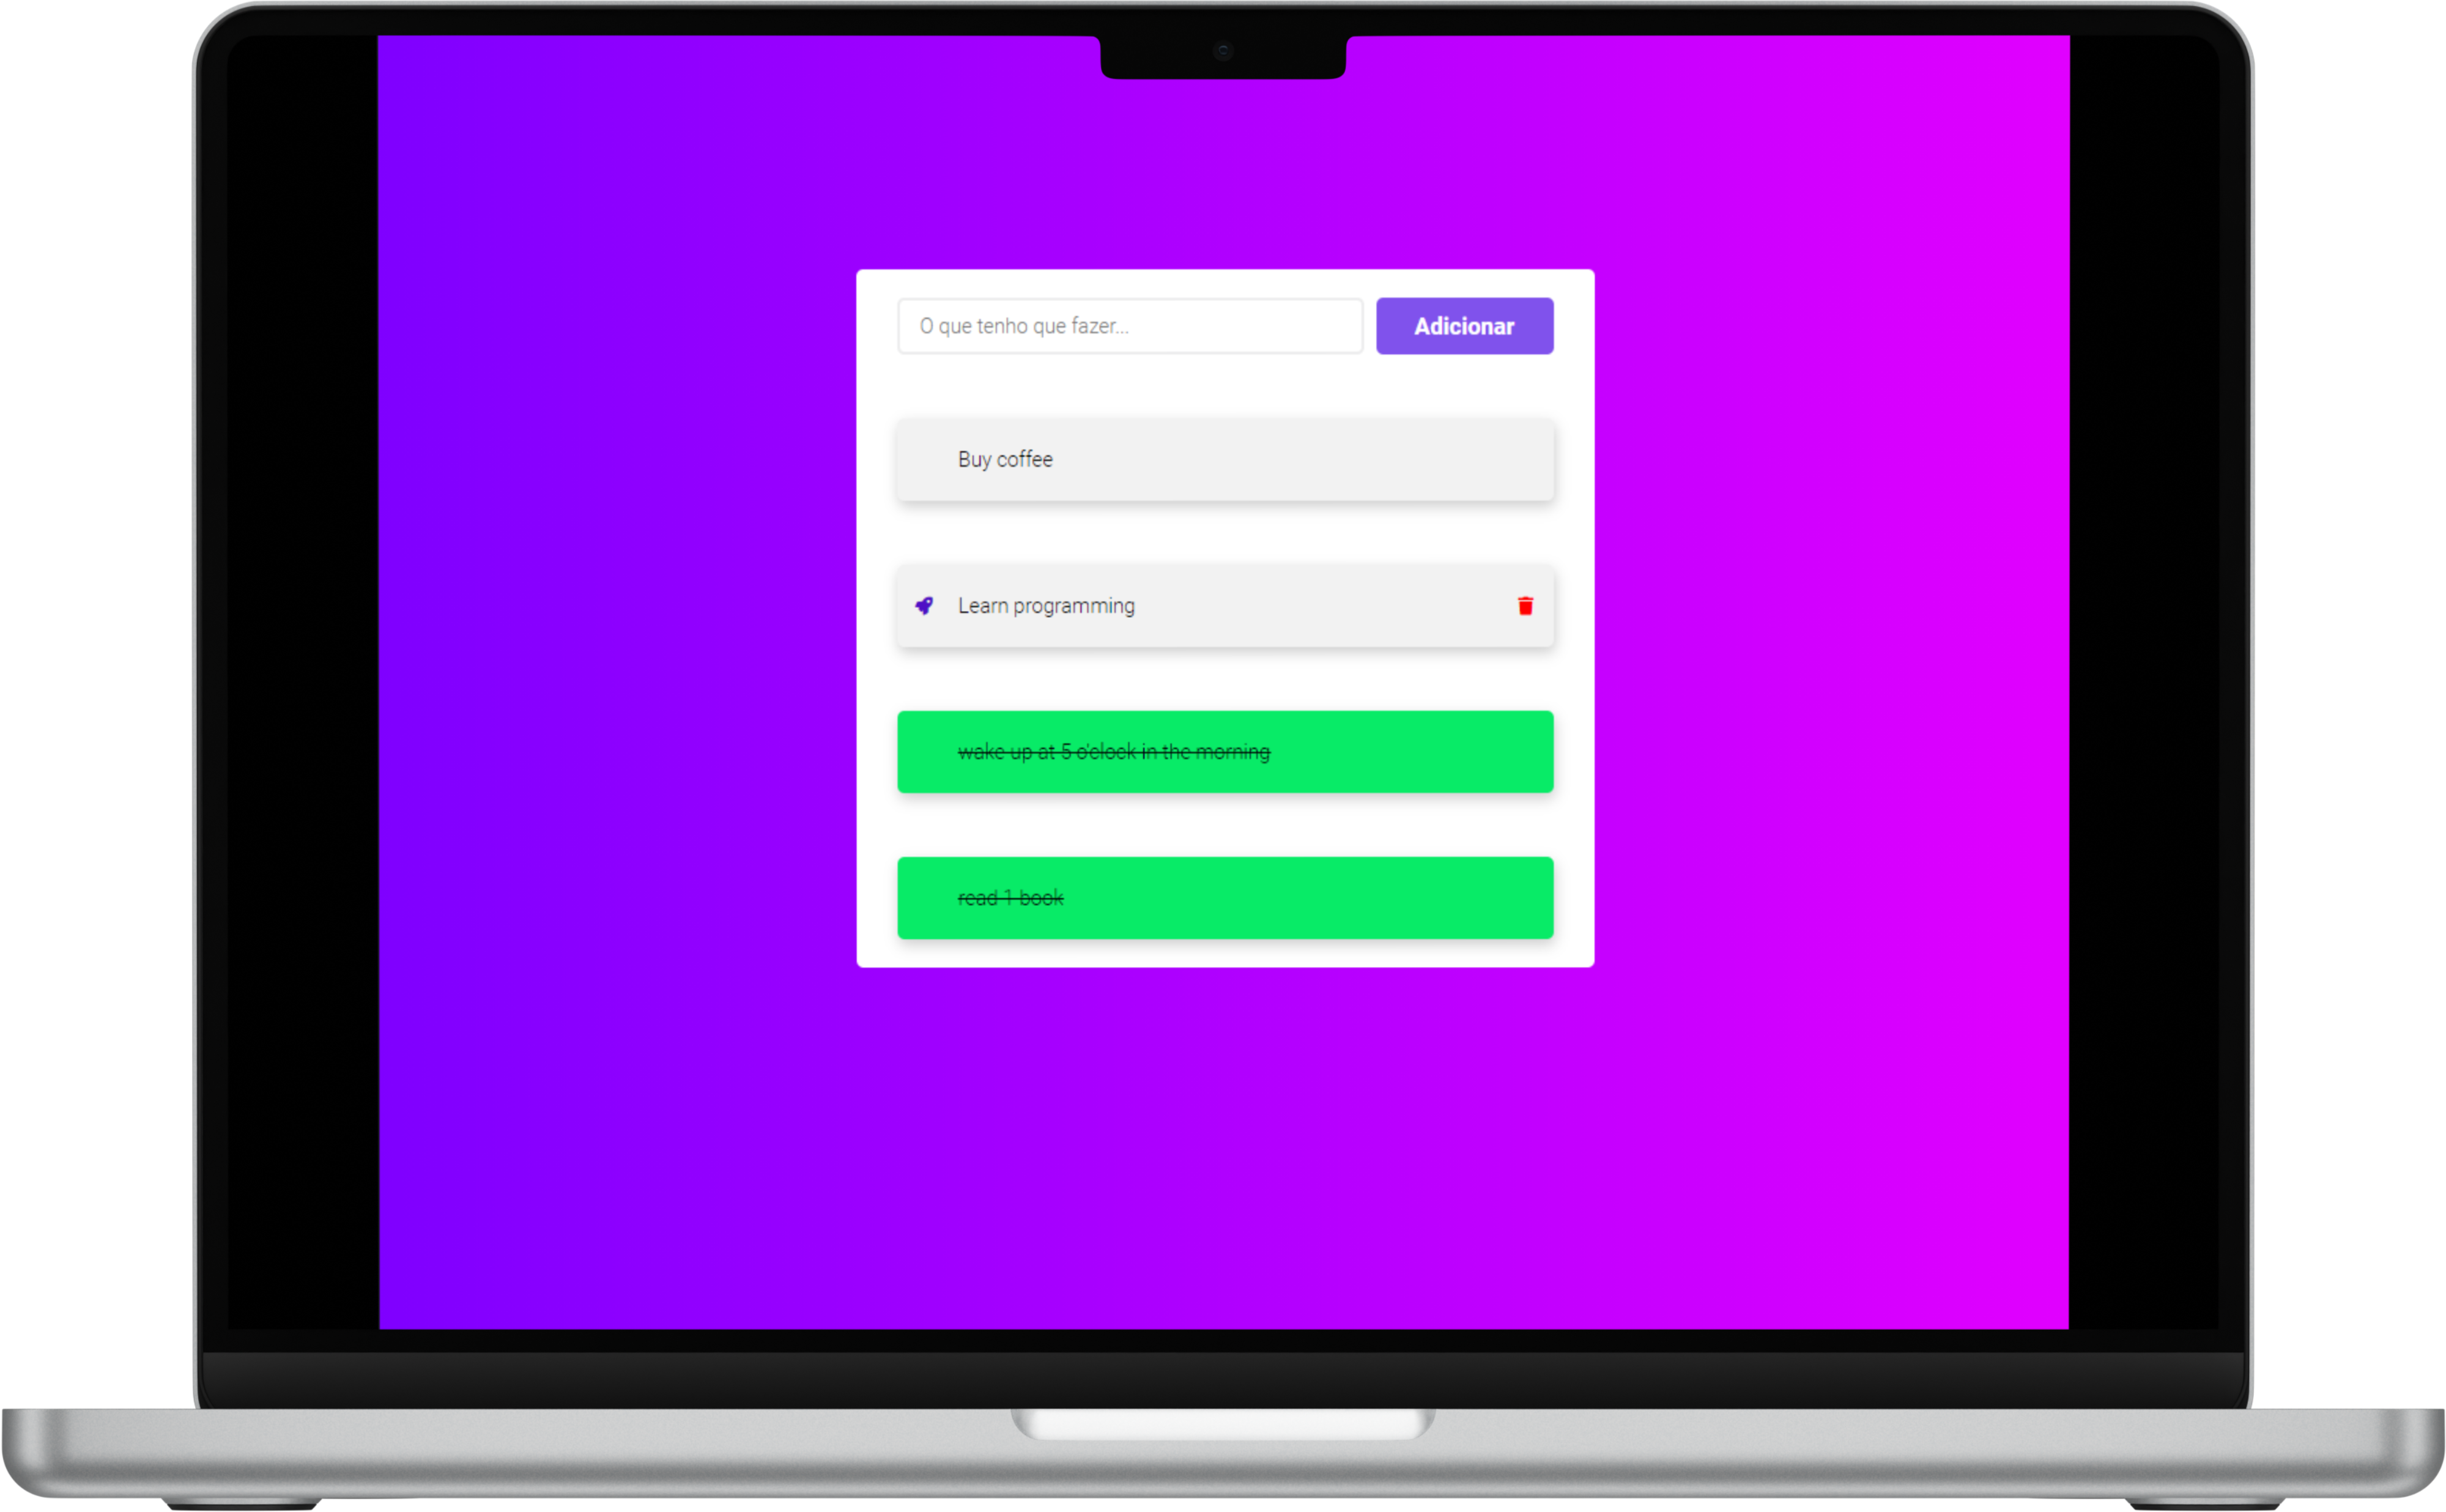 O que tenho que fazer...
Adicionar
Buy coffee
Learn programming
wake up at 5 o'clock in the morning
read 1 book